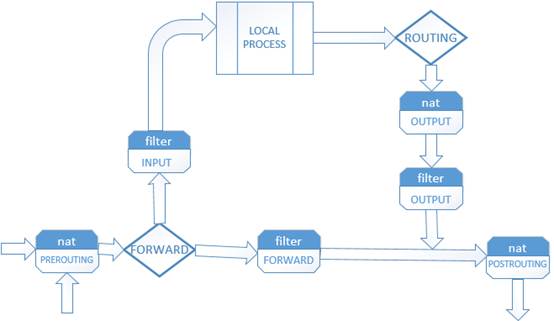 LOCAL
PROCESS
ROUTING
nat
OUTPUT
filter
INPUT
filter
OUTPUT
nat
PREROUTING
FORWARD
filter
FORWARD
nat
POSTROUTING